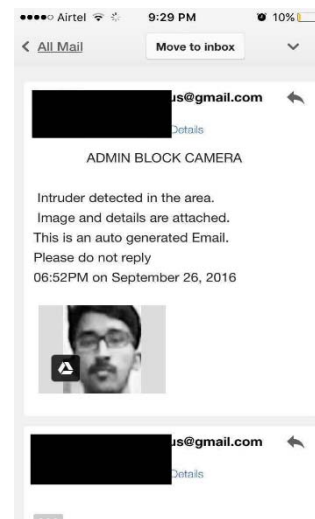 Airtel 9:29 PM 10%
All Mail Move to inbox
us@gmail.com
Details
ADMIN BLOCK CAMERA
Intruder detected in the area.
Image and details are attached.
This is an auto generated Email.
Please do not reply
06:52PM on September 26, 2016
us@gmail.com
Details